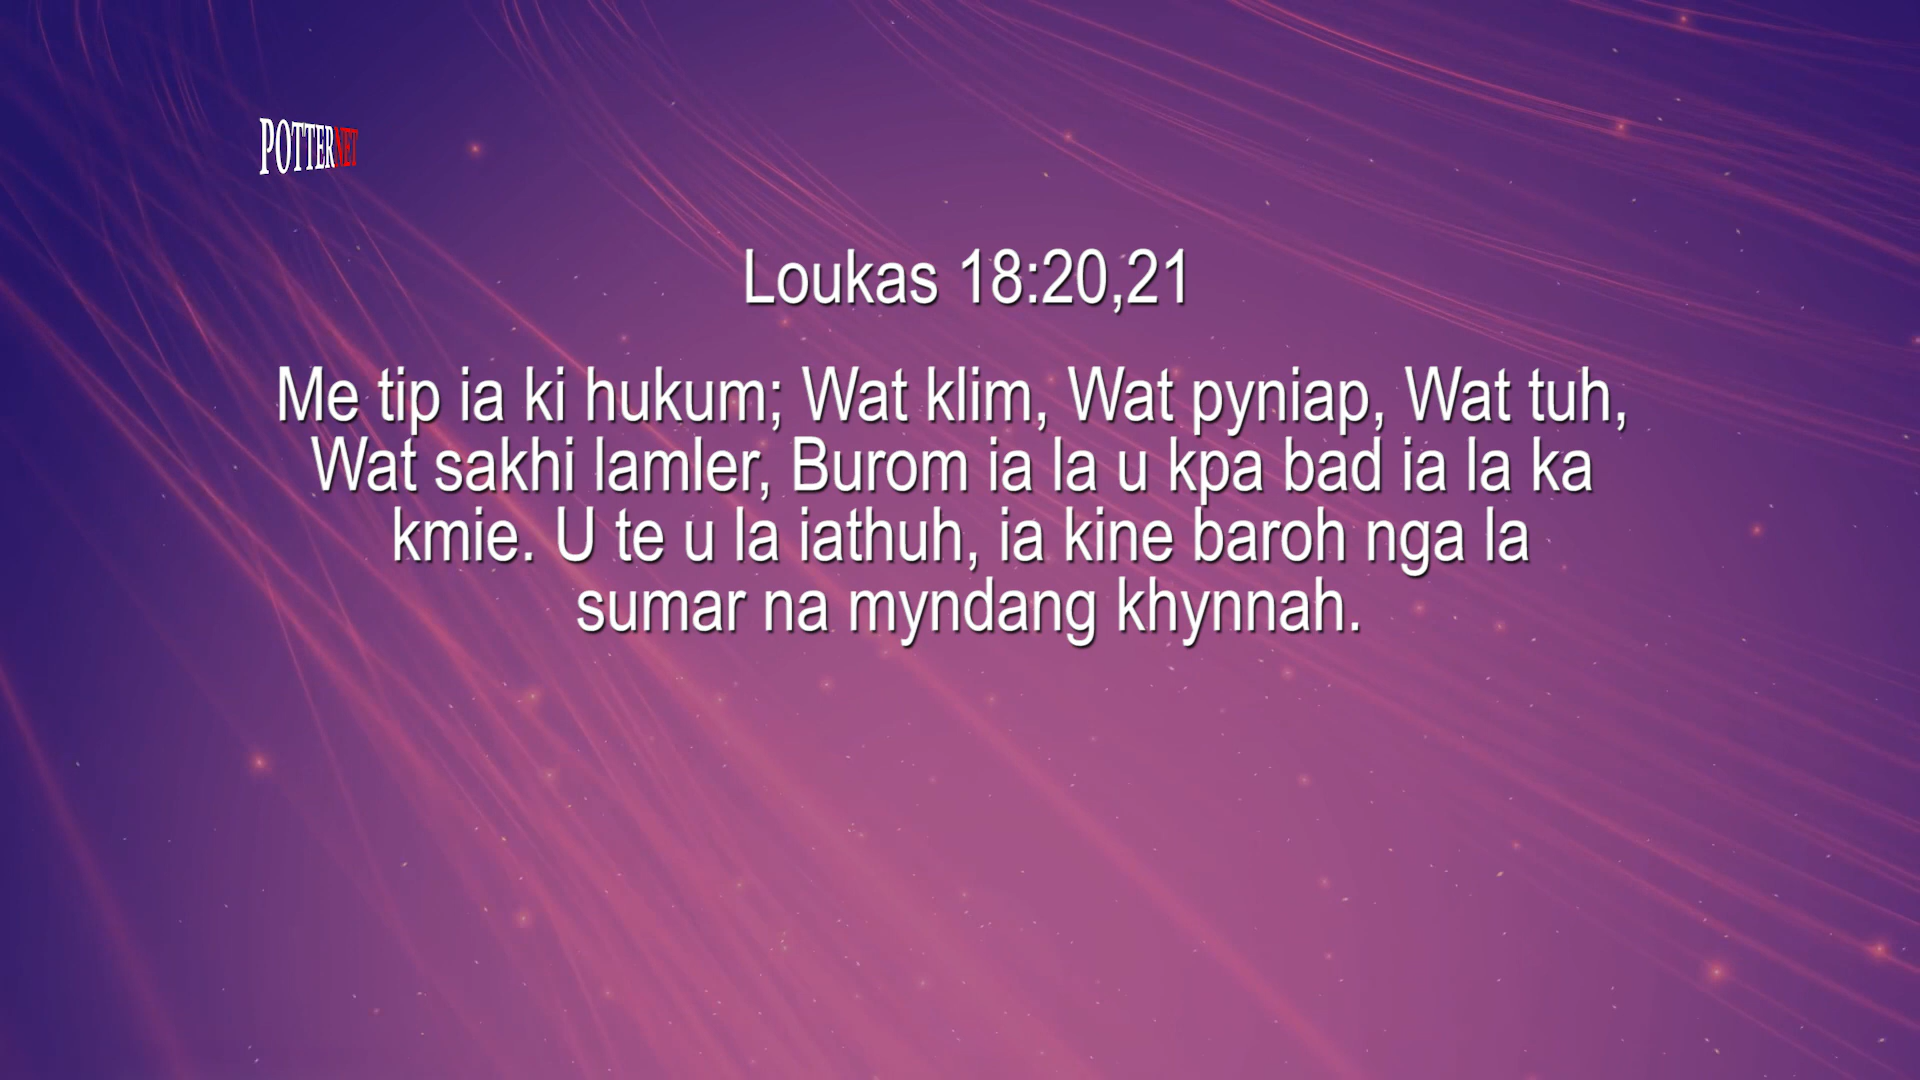 POTTERNET
Loukas 18:20,21
Me tip ia ki hukum; Wat klim, Wat pyniap, Wat tuh,
Wat sakhi lamler, Burom ia la u kpa bad ia la ka
kmie. U te u la iathuh, ia kine baroh nga la
sumar na myndang khynnah.